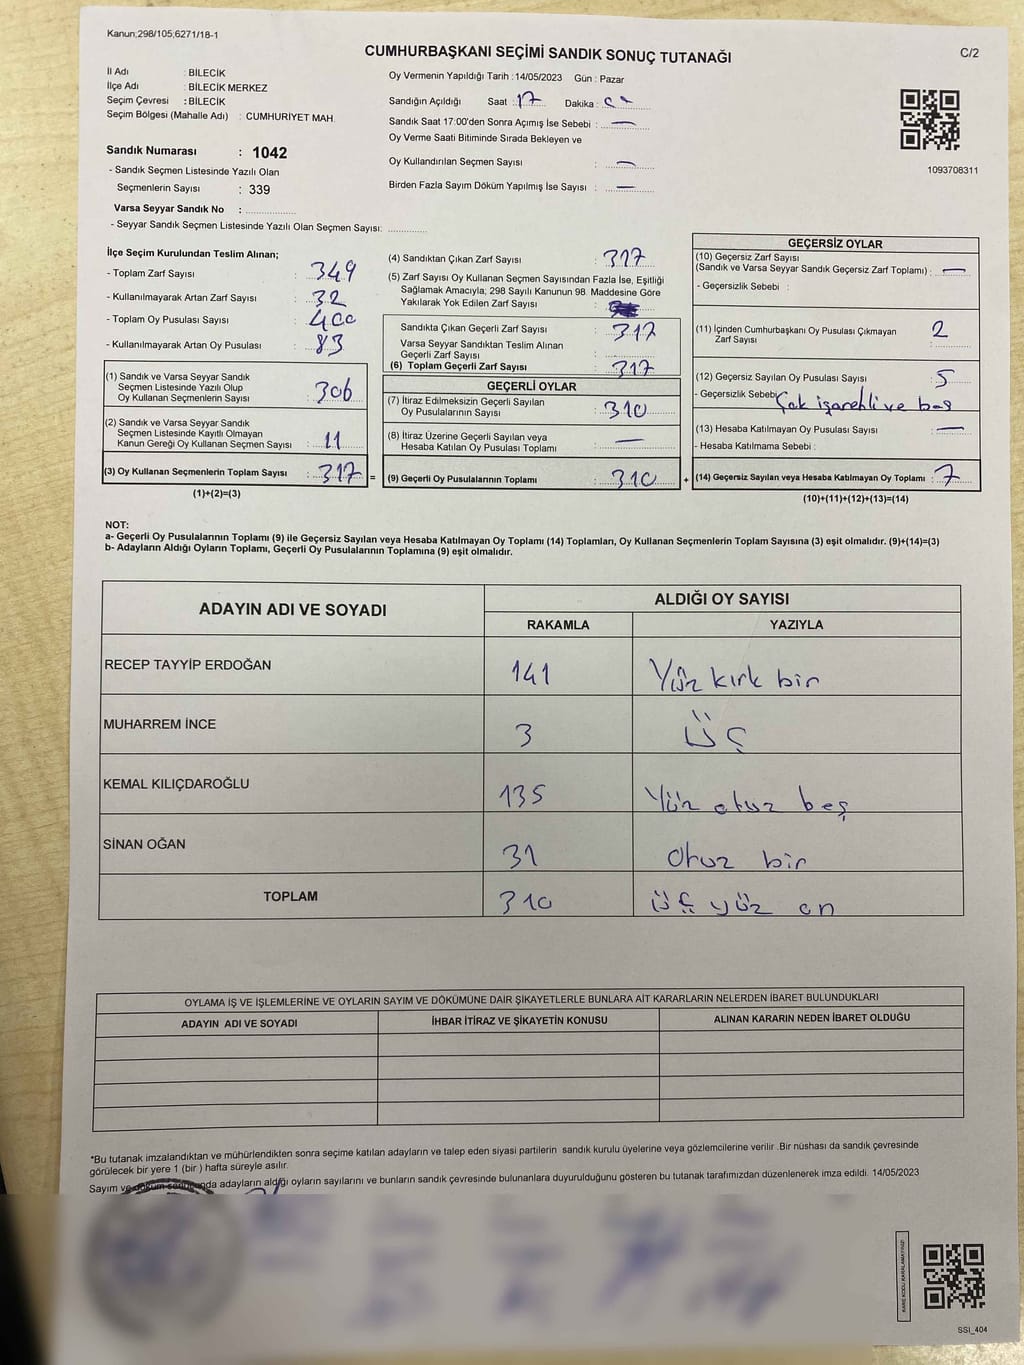 Kanun;298/105;6271/18-1
CUMHURBAŞKANI SEÇİMİ SANDIK SONUÇ TUTANAĞI
C/2
İl Adı : BİLECİK
İlçe Adı : BİLECİK MERKEZ
Seçim Çevresi : BİLECİK
Seçim Bölgesi (Mahalle Adı) : CUMHURİYET MAH.
Sandık Numarası : 1042
- Sandık Seçmen Listesinde Yazılı Olan
Seçmenlerin Sayısı : 339
Varsa Seyyar Sandık No :
- Seyyar Sandık Seçmen Listesinde Yazılı Olan Seçmen Sayısı:
Oy Vermenin Yapıldığı Tarih :14/05/2023 Gün : Pazar
Sandığın Açıldığı Saat : 17 Dakika :
Sandık Saat 17:00'den Sonra Açımış İse Sebebi : —
Oy Verme Saati Bitiminde Sırada Bekleyen ve
Oy Kullandırılan Seçmen Sayısı : —
Birden Fazla Sayım Döküm Yapılmış İse Sayısı : —
1093708311
İlçe Seçim Kurulundan Teslim Alınan;
- Toplam Zarf Sayısı : 349
- Kullanılmayarak Artan Zarf Sayısı : 32
- Toplam Oy Pusulası Sayısı : 400
- Kullanılmayarak Artan Oy Pusulası : 83
(1) Sandık ve Varsa Seyyar Sandık
Seçmen Listesinde Yazılı Olup
Oy Kullanan Seçmenlerin Sayısı : 306
(2) Sandık ve Varsa Seyyar Sandık
Seçmen Listesinde Kayıtlı Olmayan
Kanun Gereği Oy Kullanan Seçmen Sayısı : 11
(3) Oy Kullanan Seçmenlerin Toplam Sayısı : 317 =
(1)+(2)=(3)
(4) Sandıktan Çıkan Zarf Sayısı : 317
(5) Zarf Sayısı Oy Kullanan Seçmen Sayısından Fazla İse, Eşitliği
Sağlamak Amacıyla; 298 Sayılı Kanunun 98. Maddesine Göre
Yakılarak Yok Edilen Zarf Sayısı :
Sandıkta Çıkan Geçerli Zarf Sayısı : 317
Varsa Seyyar Sandıktan Teslim Alınan
Geçerli Zarf Sayısı :
(6) Toplam Geçerli Zarf Sayısı : 317
GEÇERLİ OYLAR
(7) İtiraz Edilmeksizin Geçerli Sayılan
Oy Pusulalarının Sayısı : 310
(8) İtiraz Üzerine Geçerli Sayılan veya
Hesaba Katılan Oy Pusulası Toplamı : —
(9) Geçerli Oy Pusulalarının Toplamı : 310 +
GEÇERSİZ OYLAR
(10) Geçersiz Zarf Sayısı
(Sandık ve Varsa Seyyar Sandık Geçersiz Zarf Toplamı) : —
- Geçersizlik Sebebi :
(11) İçinden Cumhurbaşkanı Oy Pusulası Çıkmayan
Zarf Sayısı : 2
(12) Geçersiz Sayılan Oy Pusulası Sayısı : 5
- Geçersizlik Sebebi Çok işaretli ve boş
(13) Hesaba Katılmayan Oy Pusulası Sayısı : —
- Hesaba Katılmama Sebebi :
(14) Geçersiz Sayılan veya Hesaba Katılmayan Oy Toplamı : 7
(10)+(11)+(12)+(13)=(14)
NOT:
a- Geçerli Oy Pusulalarının Toplamı (9) ile Geçersiz Sayılan veya Hesaba Katılmayan Oy Toplamı (14) Toplamları, Oy Kullanan Seçmenlerin Toplam Sayısına (3) eşit olmalıdır. (9)+(14)=(3)
b- Adayların Aldığı Oyların Toplamı, Geçerli Oy Pusulalarının Toplamına (9) eşit olmalıdır.
ADAYIN ADI VE SOYADI
ALDIĞI OY SAYISI
RAKAMLA YAZIYLA
RECEP TAYYİP ERDOĞAN 141 Yüz kırk bir
MUHARREM İNCE 3 üç
KEMAL KILIÇDAROĞLU 135 Yüz otuz beş
SİNAN OĞAN 31 Otuz bir
TOPLAM 310 üç yüz on
OYLAMA İŞ VE İŞLEMLERİNE VE OYLARIN SAYIM VE DÖKÜMÜNE DAİR ŞİKAYETLERLE BUNLARA AİT KARARLARIN NELERDEN İBARET BULUNDUKLARI
ADAYIN ADI VE SOYADI İHBAR İTİRAZ VE ŞİKAYETİN KONUSU ALINAN KARARIN NEDEN İBARET OLDUĞU
*Bu tutanak imzalandıktan ve mühürlendikten sonra seçime katılan adayların ve talep eden siyasi partilerin sandık kurulu üyelerine veya gözlemcilerine verilir .Bir nüshası da sandık çevresinde
görülecek bir yere 1 (bir ) hafta süreyle asılır.
Sayım ve döküm adayların aldığı oyların sayılarını ve bunların sandık çevresinde bulunanlara duyurulduğunu gösteren bu tutanak tarafımızdan düzenlenerek imza edildi. 14/05/2023
KARE KODU KARALAMAYINIZ!
SSI_404